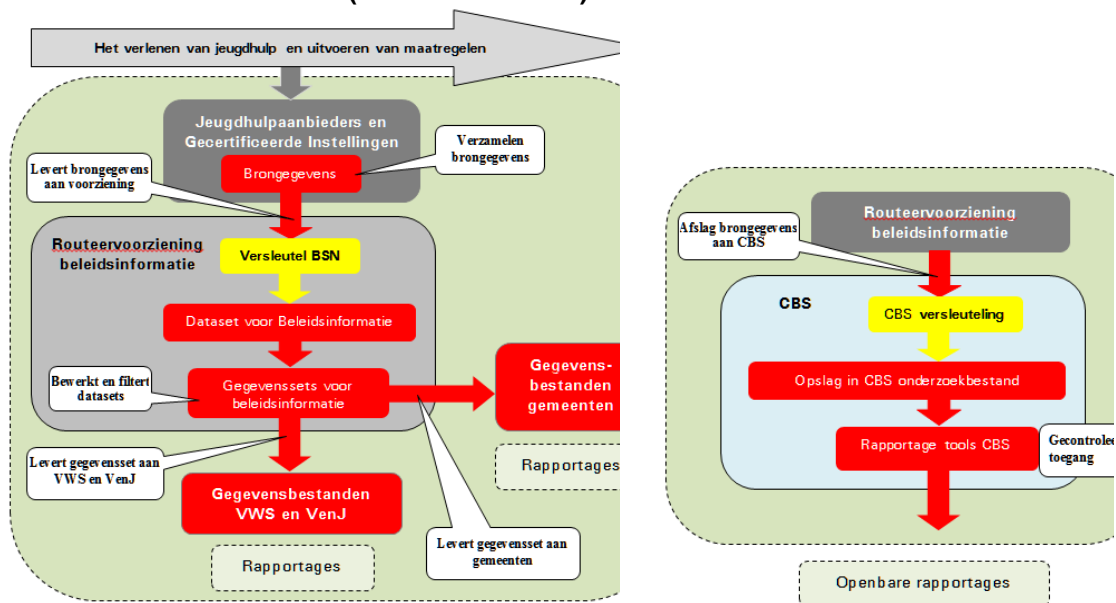 Het verlenen van jeugdhulp en uitvoeren van maatregelen
Jeugdhulpaanbieders en
Gecertificeerde Instellingen
Verzamelen
brongegevens
Levert brongegevens
aan voorziening
Brongegevens
Routeervoorziening
beleidsinformatie
Versleutel BSN
Dataset voor Beleidsinformatie
Bewerkt en filtert
datasets
Gegevenssets voor
beleidsinformatie
Gegevens-
bestanden
gemeenten
Levert gegevensset aan
VWS en VenJ
Rapportages
Gegevensbestanden
VWS en VenJ
Levert gegevensset aan
gemeenten
Rapportages
Routeervoorziening
beleidsinformatie
Afslag brongegevens
aan CBS
CBS
CBS versleuteling
Opslag in CBS onderzoekbestand
Rapportage tools CBS
toegang
Openbare rapportages